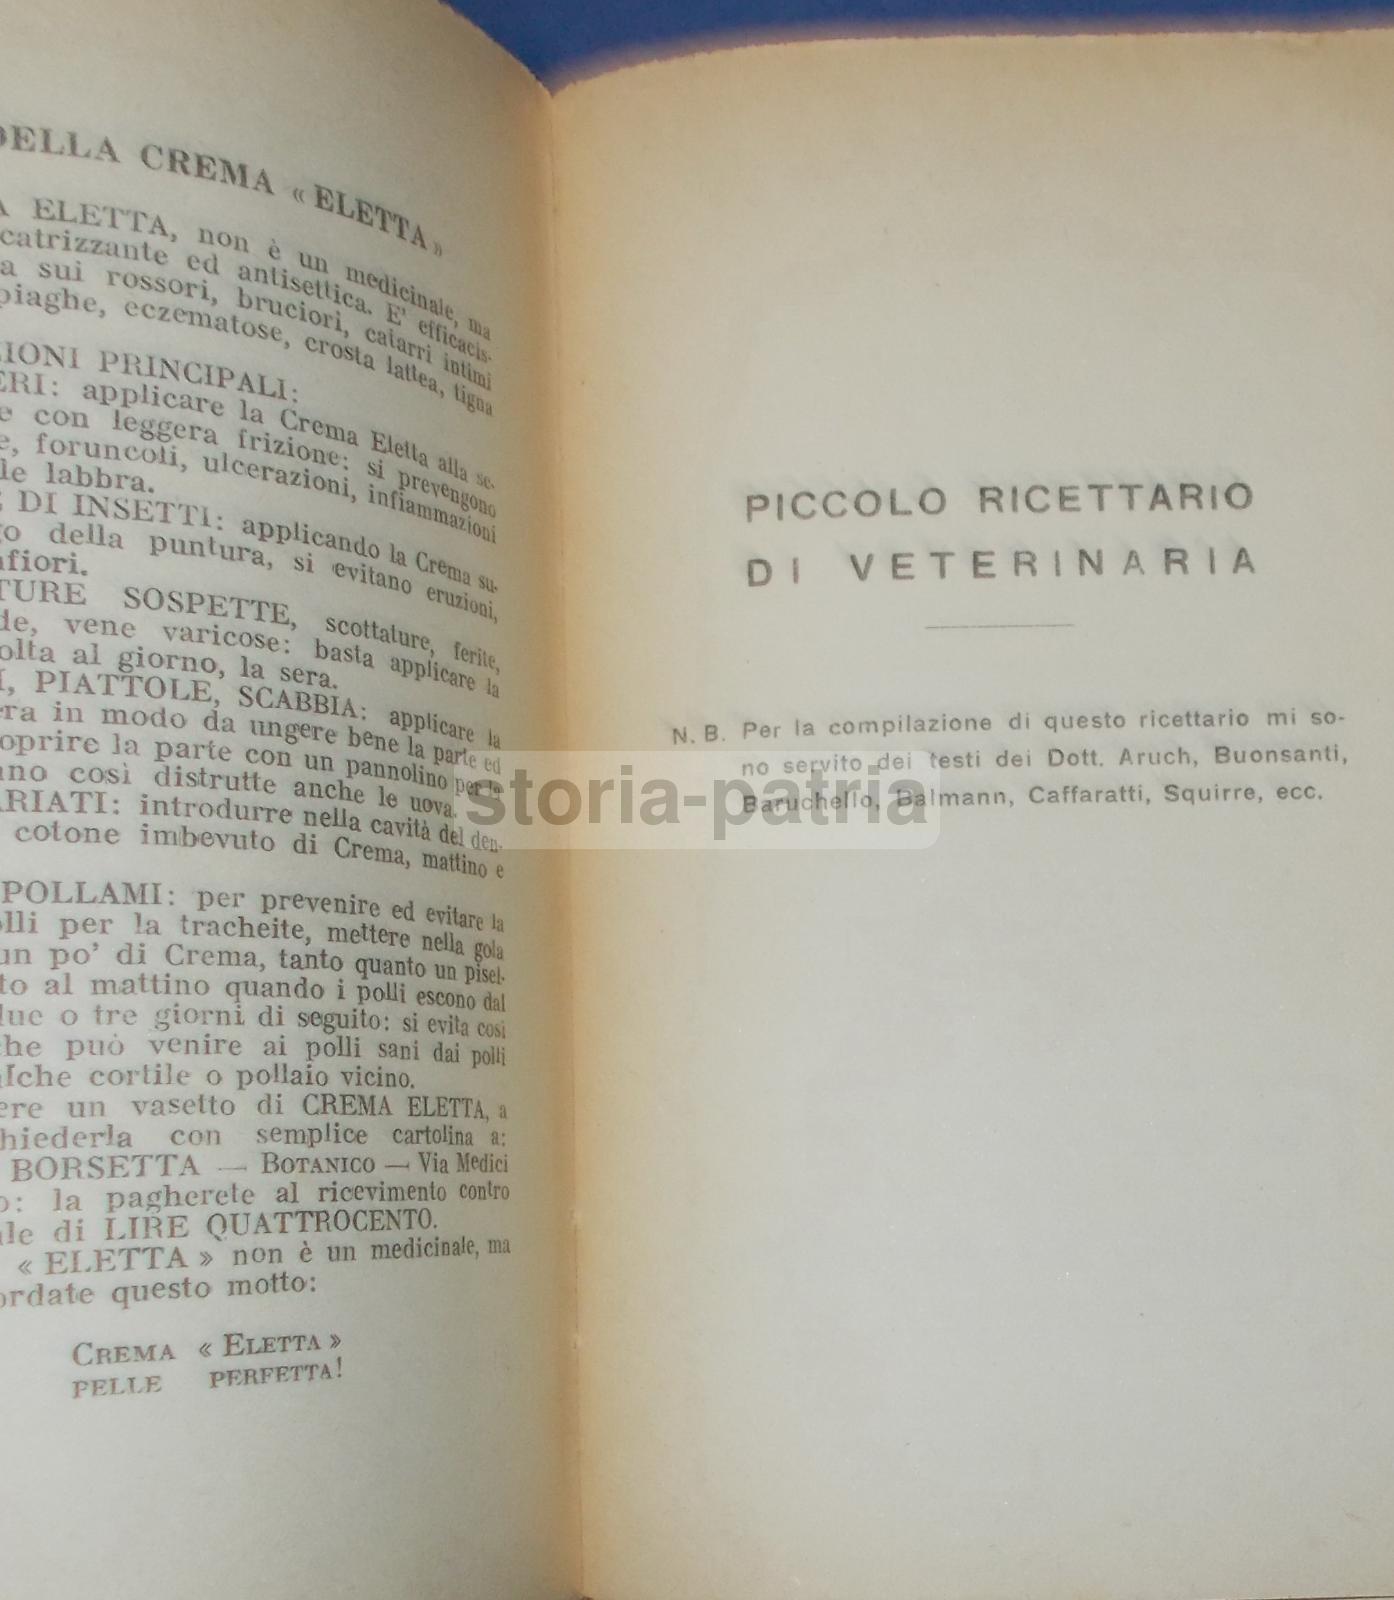 DELLA CREMA « ELETTA »
ELETTA, non è un medicinale, ma
catrizzante ed antisettica. E' efficacis-
a sui rossori, bruciori, catarri intimi
piaghe, eczematose, crosta lattea, tigna
IONI PRINCIPALI:
ERI: applicare la Crema Eletta alla se-
e con leggera frizione: si prevengono
e, foruncoli, ulcerazioni, infiammazioni
le labbra.
E DI INSETTI: applicando la Crema su-
go della puntura, si evitano eruzioni,
nfiori.
TURE SOSPETTE, scottature, ferite,
de, vene varicose: basta applicare la
olta al giorno, la sera.
I, PIATTOLE, SCABBIA: applicare la
era in modo da ungere bene la parte ed
oprire la parte con un pannolino per la
ano così distrutte anche le uova.
ARIATI: introdurre nella cavità del den-
cotone imbevuto di Crema, mattino e
POLLAMI: per prevenire ed evitare la
olli per la tracheite, mettere nella gola
un po' di Crema, tanto quanto un pisel-
to al mattino quando i polli escono dal
due o tre giorni di seguito: si evita così
che può venire ai polli sani dai polli
alche cortile o pollaio vicino.
ere un vasetto di CREMA ELETTA, a
hiederla con semplice cartolina a:
BORSETTA — BOTANICO — Via Medici
o: la pagherete al ricevimento contro
ale di LIRE QUATTROCENTO.
« ELETTA » non è un medicinale, ma
ordate questo motto:
CREMA « ELETTA »
PELLE PERFETTA!
PICCOLO RICETTARIO
DI VETERINARIA
N. B. Per la compilazione di questo ricettario mi so-
no servito dei testi dei Dott. Aruch, Buonsanti,
Baruchello, Balmann, Caffaratti, Squirre, ecc.
storia-patria